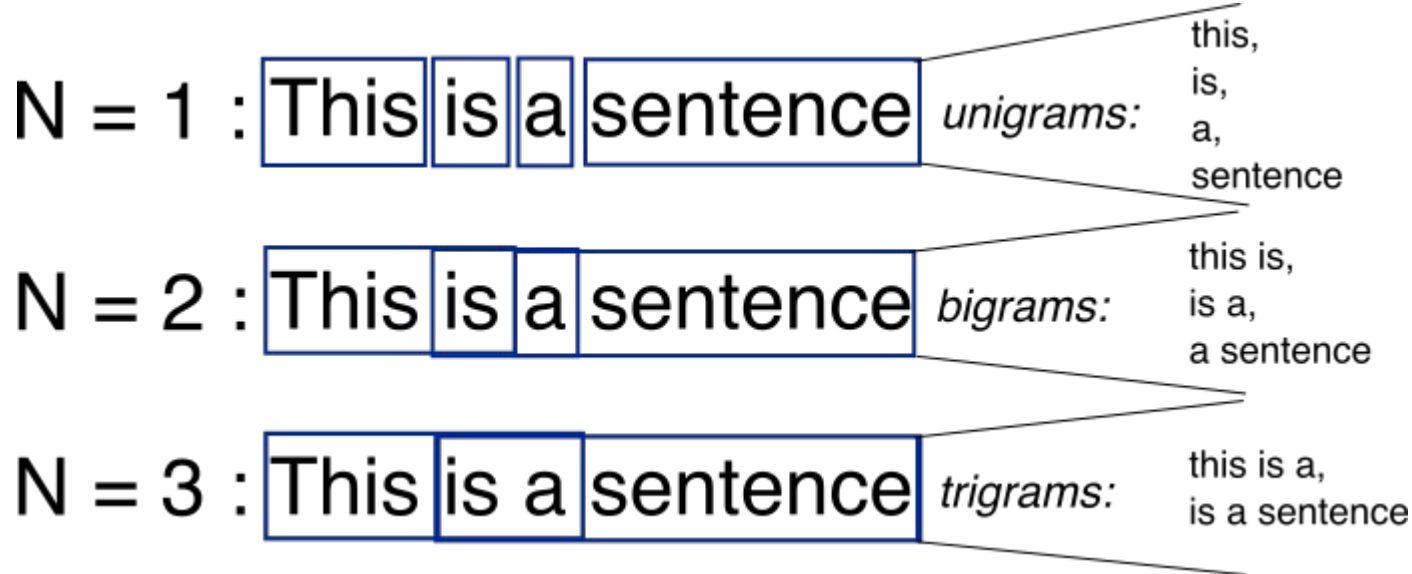 N = 1 : This is a sentence
unigrams:
this,
is,
a,
sentence
N = 2 : This is a sentence
bigrams:
this is,
is a,
a sentence
N = 3 : This is a sentence
trigrams:
this is a,
is a sentence